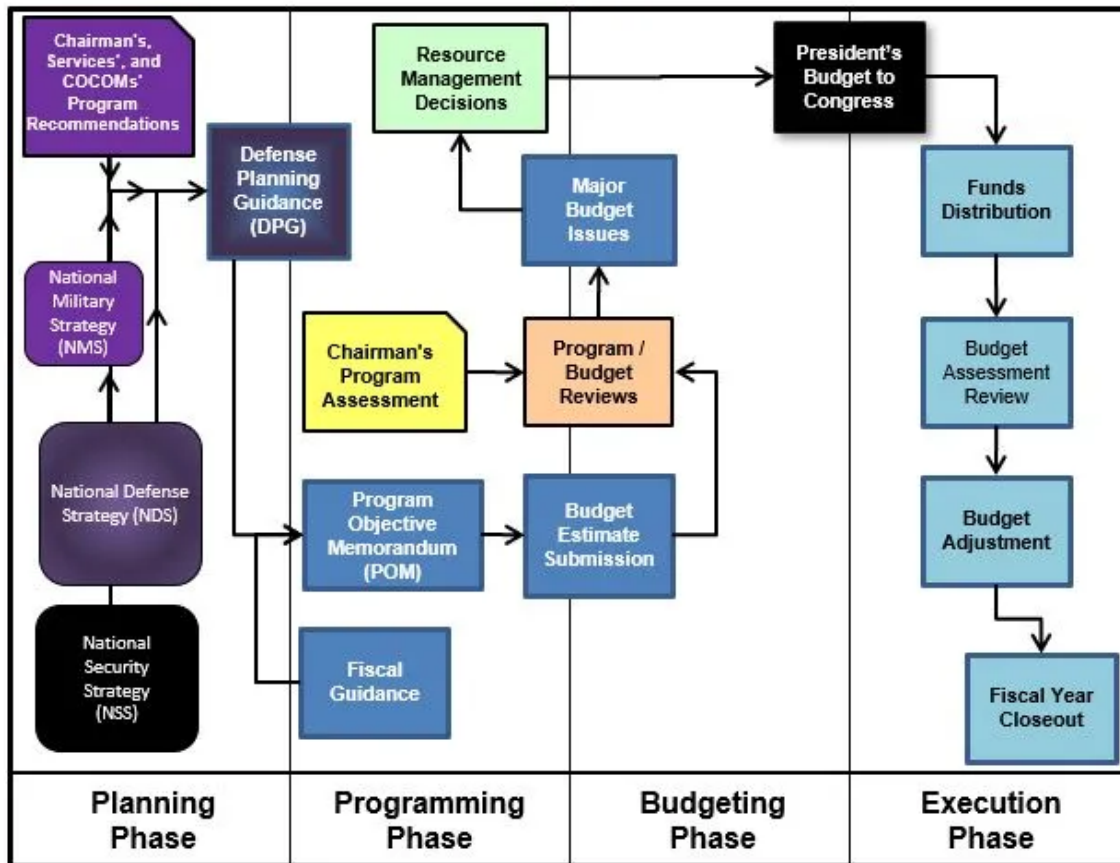 Chairman's,
Services', and
COCOMs'
Program
Recommendations
Defense
Planning
Guidance
(DPG)
National
Military
Strategy
(NMS)
National Defense
Strategy (NDS)
National
Security
Strategy
(NSS)
Resource
Management
Decisions
Major
Budget
Issues
Chairman's
Program
Assessment
Program /
Budget
Reviews
Program
Objective
Memorandum
(POM)
Budget
Estimate
Submission
Fiscal
Guidance
President's
Budget to
Congress
Funds
Distribution
Budget
Assessment
Review
Budget
Adjustment
Fiscal Year
Closeout
Planning
Phase
Programming
Phase
Budgeting
Phase
Execution
Phase